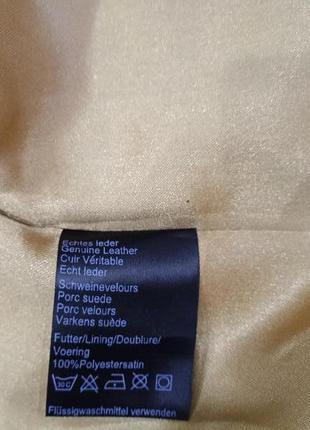 Echtes leder
Genuine Leather
Cuir Véritable
Echt leder
Schweinevelours
Porc suede
Porc velours
Varkens suède
Futter/Lining/Doublure/
Voering
100%Polyestersatin
30 C
Flüssigwaschmittel verwenden